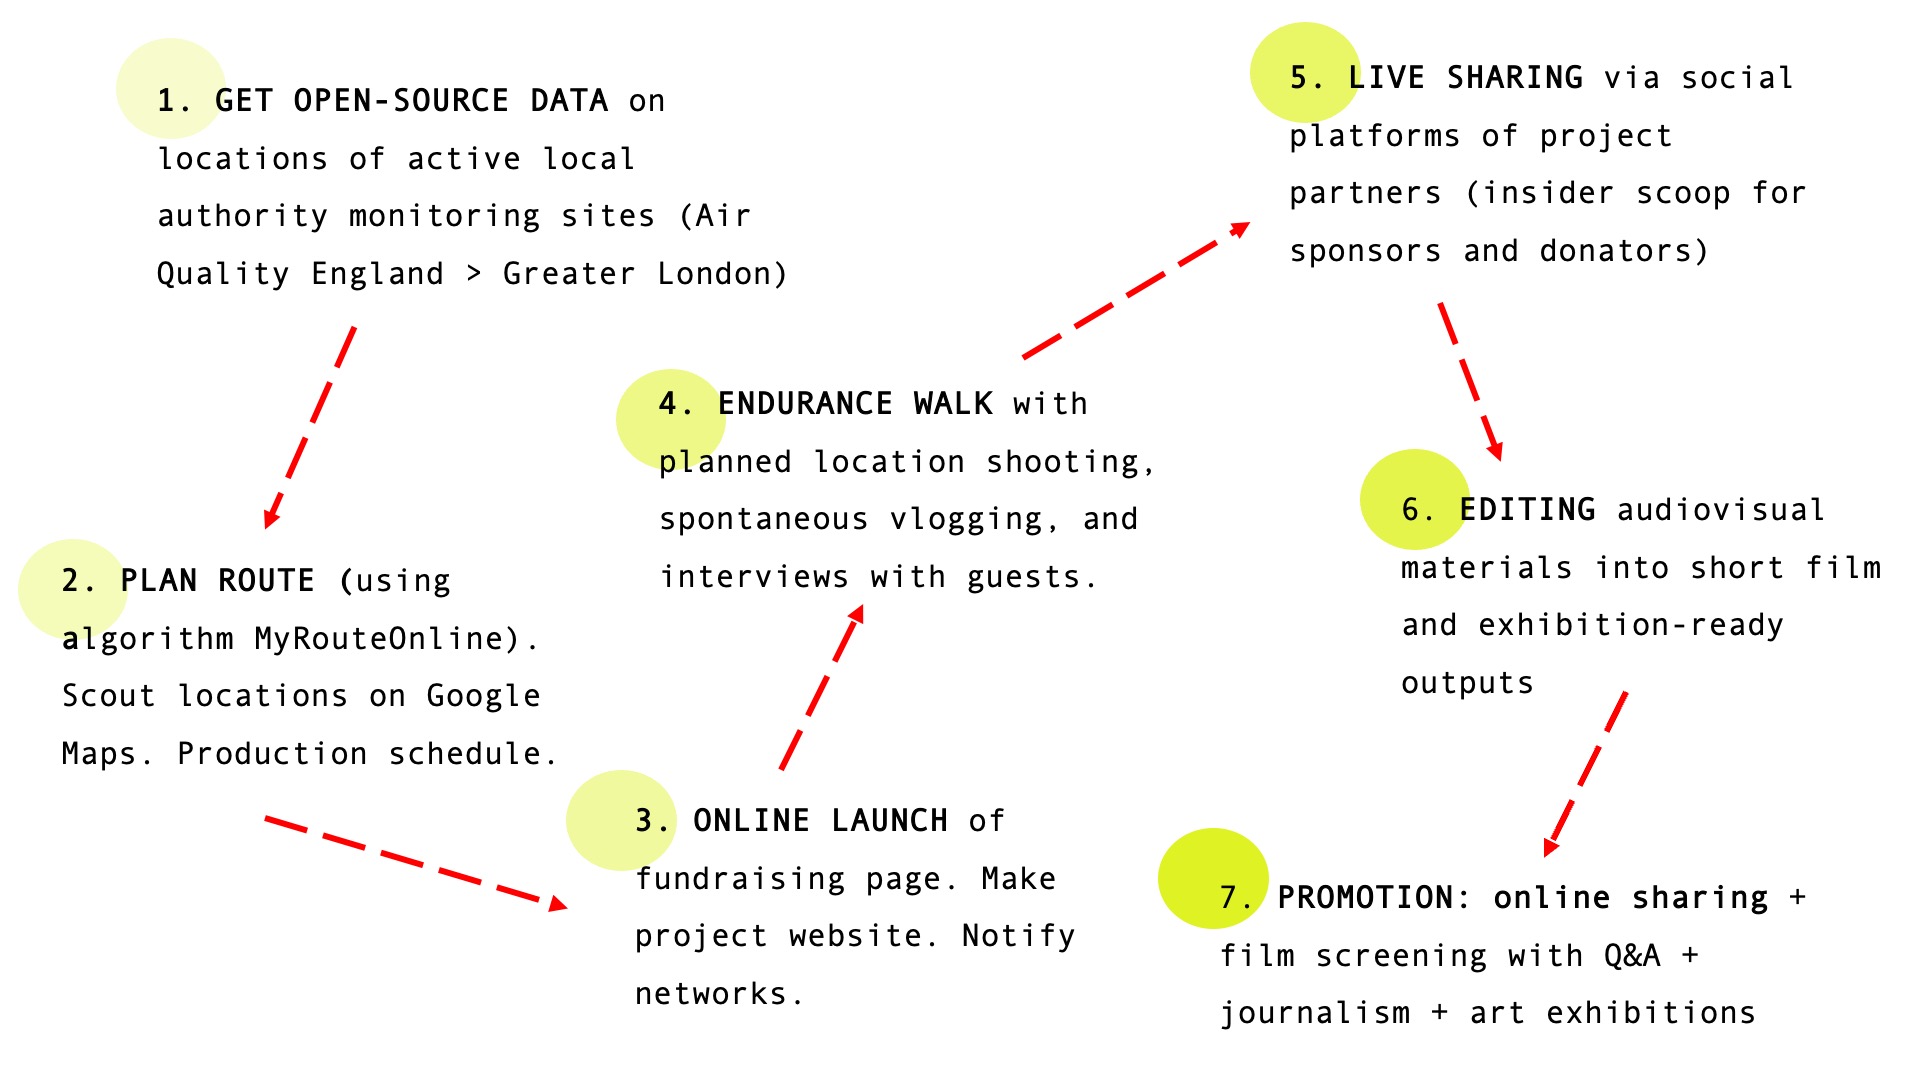 1. GET OPEN-SOURCE DATA on
locations of active local
authority monitoring sites (Air
Quality England > Greater London)
2. PLAN ROUTE (using
algorithm MyRouteOnline).
Scout locations on Google
Maps. Production schedule.
3. ONLINE LAUNCH of
fundraising page. Make
project website. Notify
networks.
4. ENDURANCE WALK with
planned location shooting,
spontaneous vlogging, and
interviews with guests.
5. LIVE SHARING via social
platforms of project
partners (insider scoop for
sponsors and donators)
6. EDITING audiovisual
materials into short film
and exhibition-ready
outputs
7. PROMOTION: online sharing +
film screening with Q&A +
journalism + art exhibitions